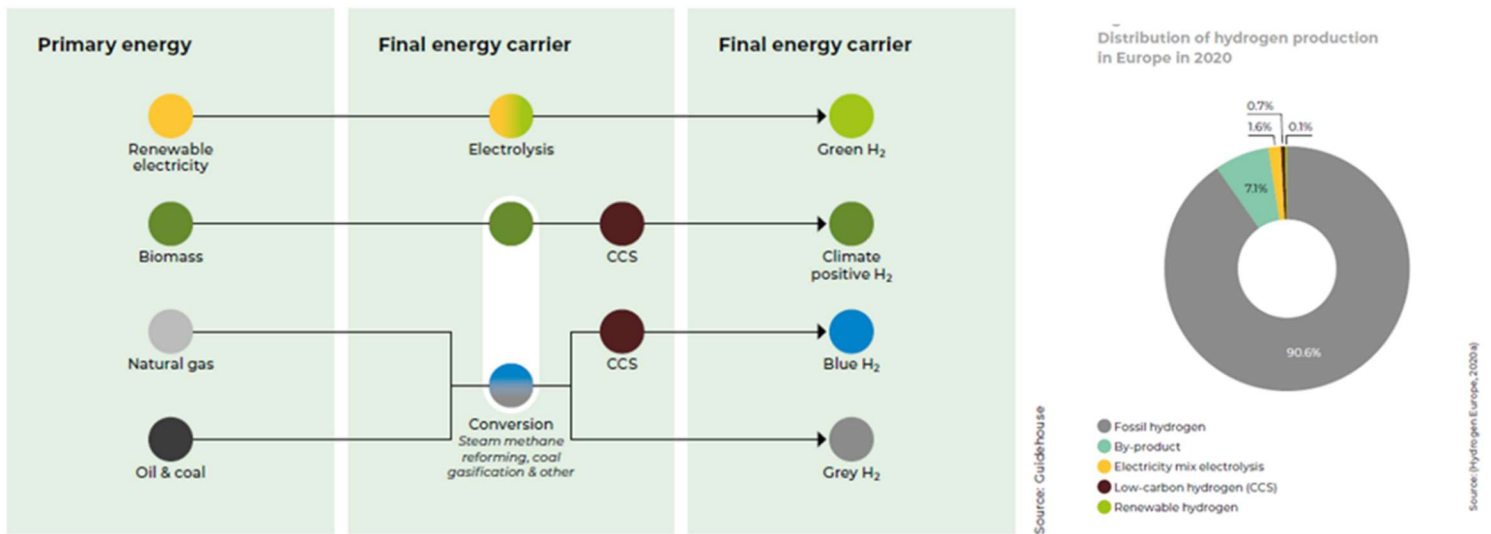 Primary energy
Final energy carrier
Final energy carrier
Renewable
electricity
Electrolysis
Green H₂
Biomass
CCS
Climate
positive H₂
Natural gas
CCS
Blue H₂
Oil & coal
Conversion
Steam methane
reforming, coal
gasification & other
Grey H₂
Source: Guidehouse
Distribution of hydrogen production
in Europe in 2020
0.7%
1.6%
0.1%
7.1%
90.6%
Fossil hydrogen
By-product
Electricity mix electrolysis
Low-carbon hydrogen (CCS)
Renewable hydrogen
Source: (Hydrogen Europe, 2020a)